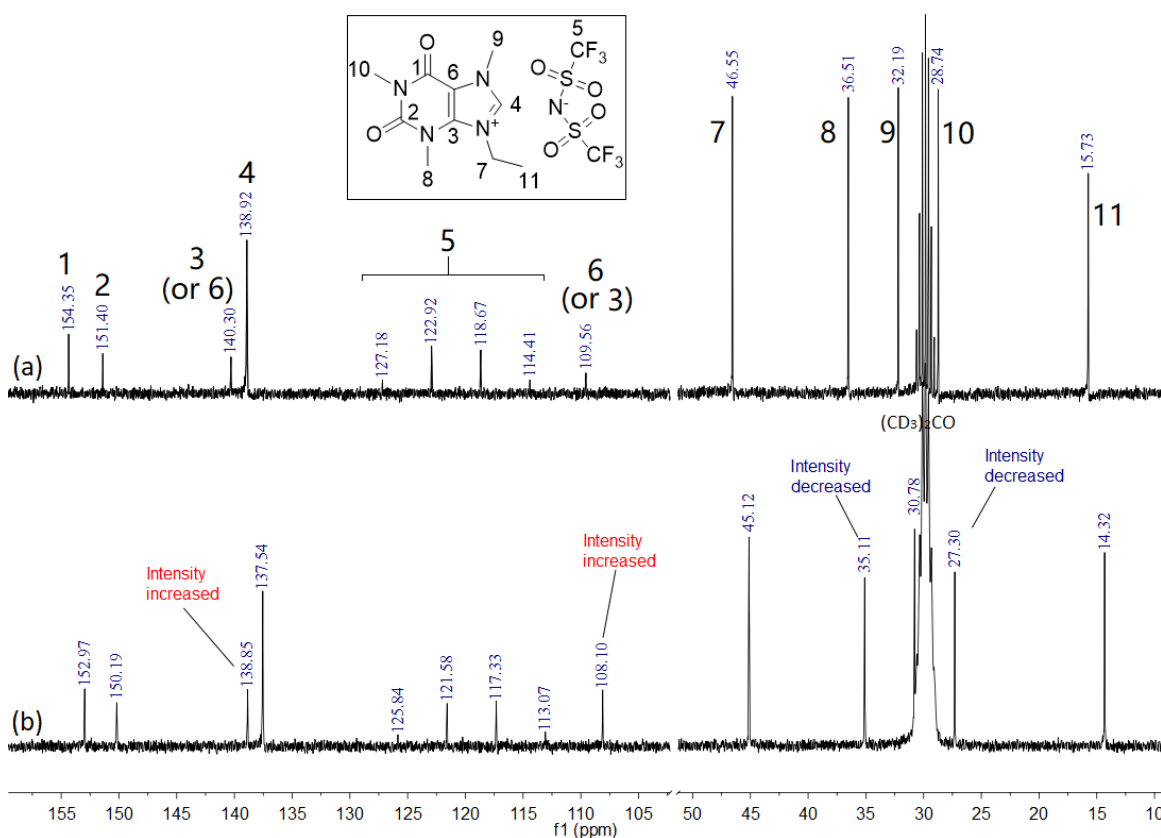 5
CF₃
O
9
O
S
1
O
10
6
N
N
N
4
N⁻
O
2
S
O
N
3
N⁺
O
CF₃
8
7
11
1
154.35
2
151.40
3
(or 6)
140.30
4
138.92
5
127.18
122.92
118.67
114.41
6
(or 3)
109.56
7
46.55
8
36.51
9
32.19
28.74
10
15.73
11
(a)
(CD₃)₂CO
152.97
150.19
Intensity
increased
138.85
137.54
125.84
121.58
117.33
113.07
Intensity
increased
108.10
45.12
Intensity
decreased
35.11
30.78
Intensity
decreased
27.30
14.32
(b)
155 150 145 140 135 130 125 120 115 110 105 50 45 40 35 30 25 20 15 10
f1 (ppm)